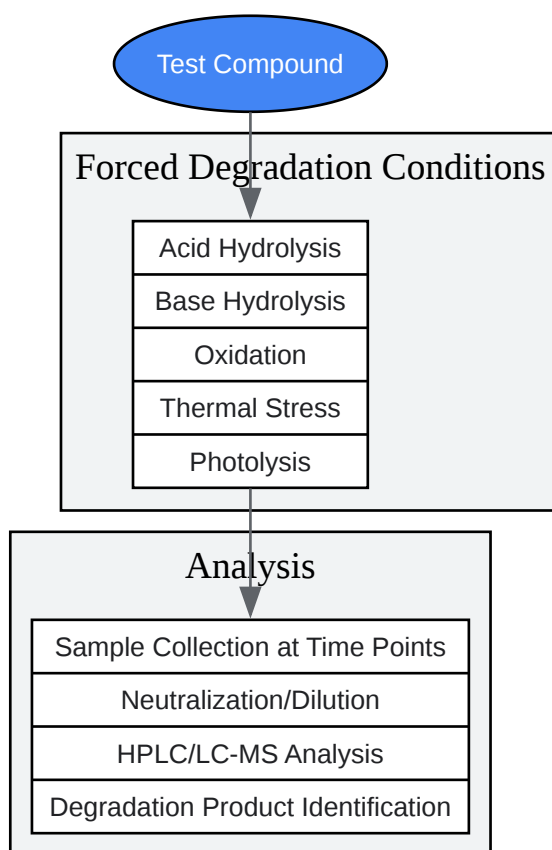 Test Compound
Forced Degradation Conditions
Acid Hydrolysis
Base Hydrolysis
Oxidation
Thermal Stress
Photolysis
Analysis
Sample Collection at Time Points
Neutralization/Dilution
HPLC/LC-MS Analysis
Degradation Product Identification